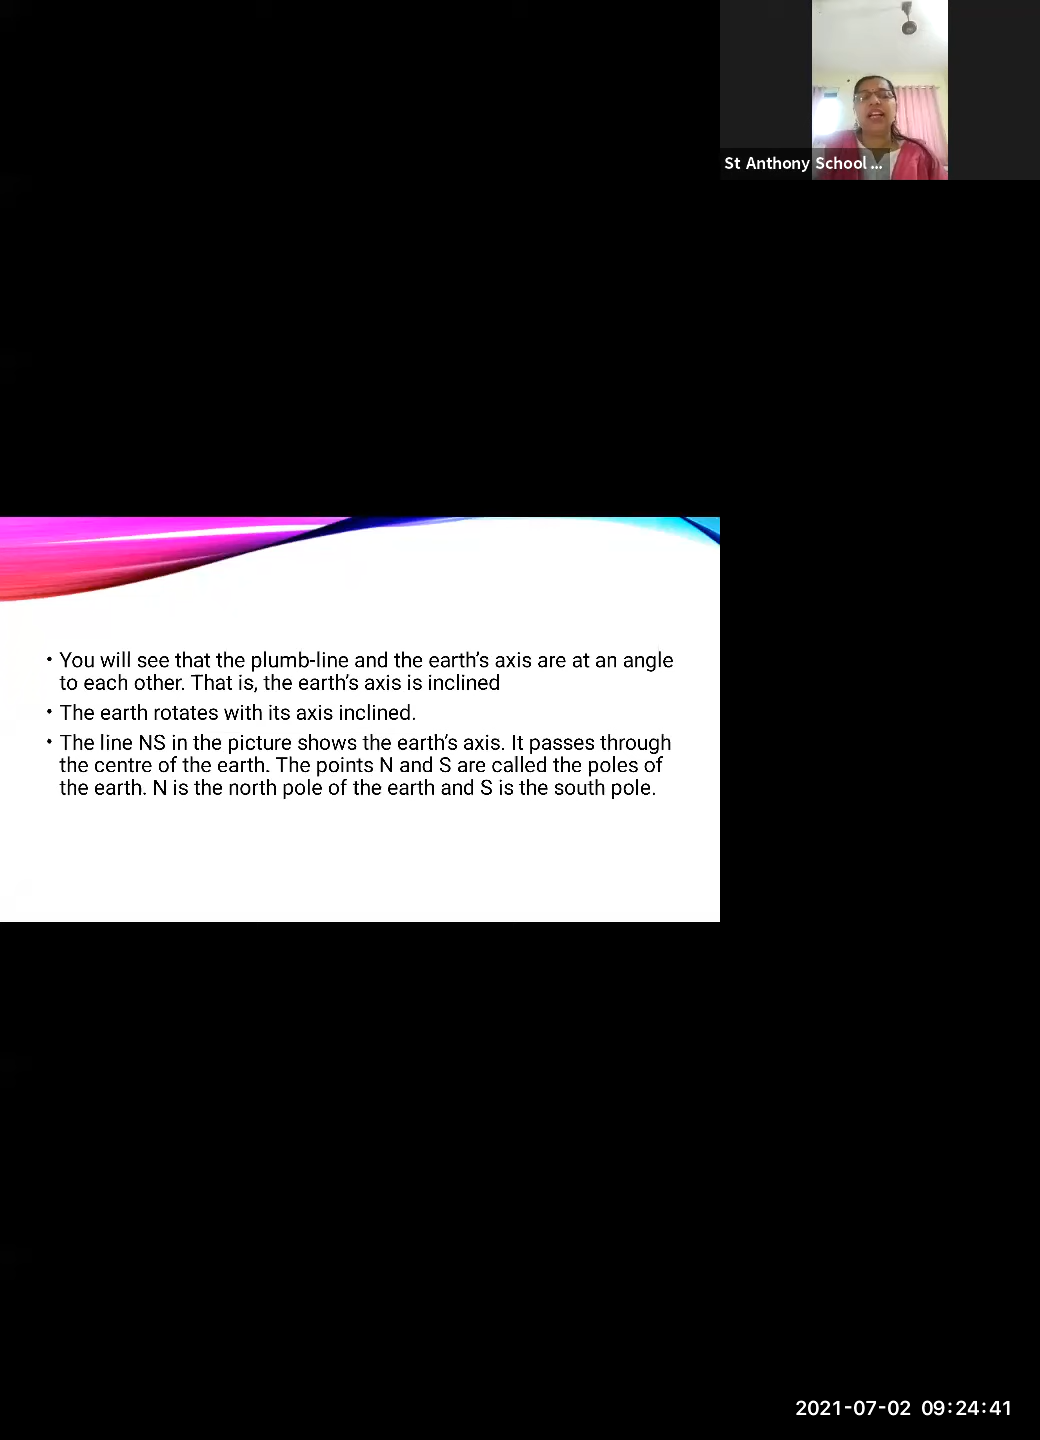 St Anthony School ...
• You will see that the plumb-line and the earth's axis are at an angle
to each other. That is, the earth's axis is inclined
• The earth rotates with its axis inclined.
• The line NS in the picture shows the earth's axis. It passes through
the centre of the earth. The points N and S are called the poles of
the earth. N is the north pole of the earth and S is the south pole.
2021-07-02 09:24:41